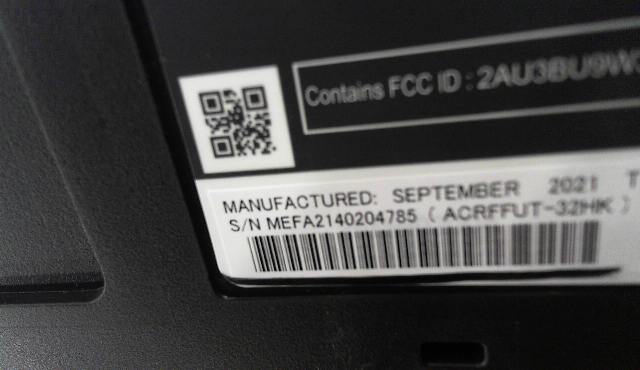 Contains FCC ID : 2AU3BU9W
MANUFACTURED: SEPTEMBER 2021 T
S/N MEFA2140204785 ( ACRFFUT-32HK )